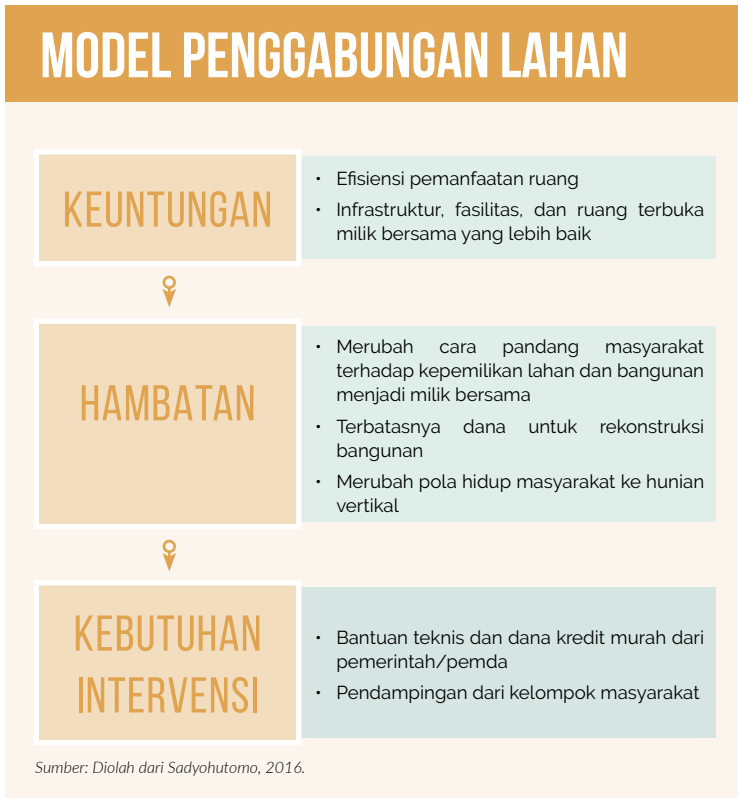 MODEL PENGGABUNGAN LAHAN
KEUNTUNGAN
• Efisiensi pemanfaatan ruang
• Infrastruktur, fasilitas, dan ruang terbuka
milik bersama yang lebih baik
HAMBATAN
• Merubah cara pandang masyarakat
terhadap kepemilikan lahan dan bangunan
menjadi milik bersama
• Terbatasnya dana untuk rekonstruksi
bangunan
• Merubah pola hidup masyarakat ke hunian
vertikal
KEBUTUHAN
INTERVENSI
• Bantuan teknis dan dana kredit murah dari
pemerintah/pemda
• Pendampingan dari kelompok masyarakat
Sumber: Diolah dari Sadyohutomo, 2016.